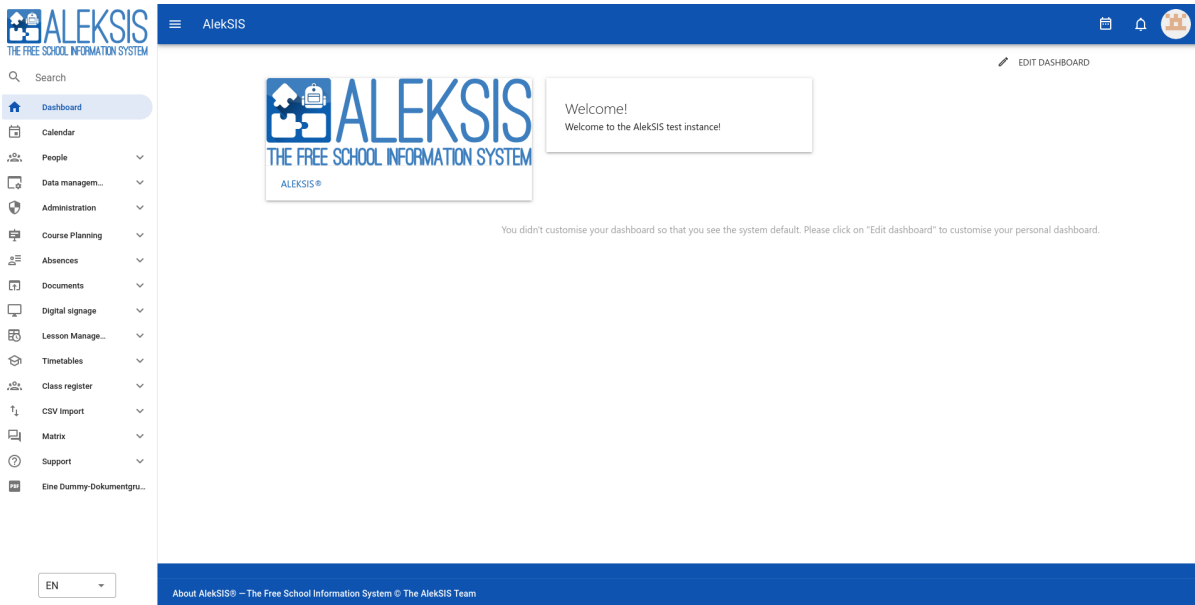 ALEKSIS
THE FREE SCHOOL INFORMATION SYSTEM
AlekSIS
Search
Dashboard
Calendar
People
Data managem...
Administration
Course Planning
Absences
Documents
Digital signage
Lesson Manage...
Timetables
Class register
CSV Import
Matrix
Support
PDF
Eine Dummy-Dokumentgru...
EN
EDIT DASHBOARD
ALEKSIS
THE FREE SCHOOL INFORMATION SYSTEM
ALEKSIS®
Welcome!
Welcome to the AlekSIS test instance!
You didn't customise your dashboard so that you see the system default. Please click on "Edit dashboard" to customise your personal dashboard.
About AlekSIS® — The Free School Information System © The AlekSIS Team